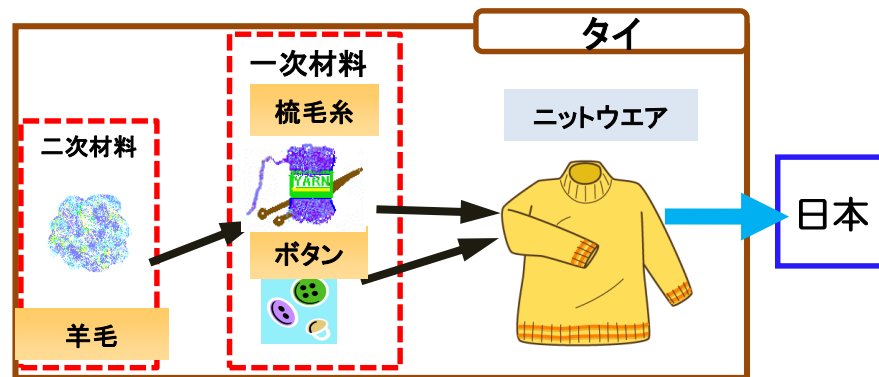 タイ
一次材料
梳毛糸
ニットウエア
二次材料
YARN
日本
ボタン
羊毛